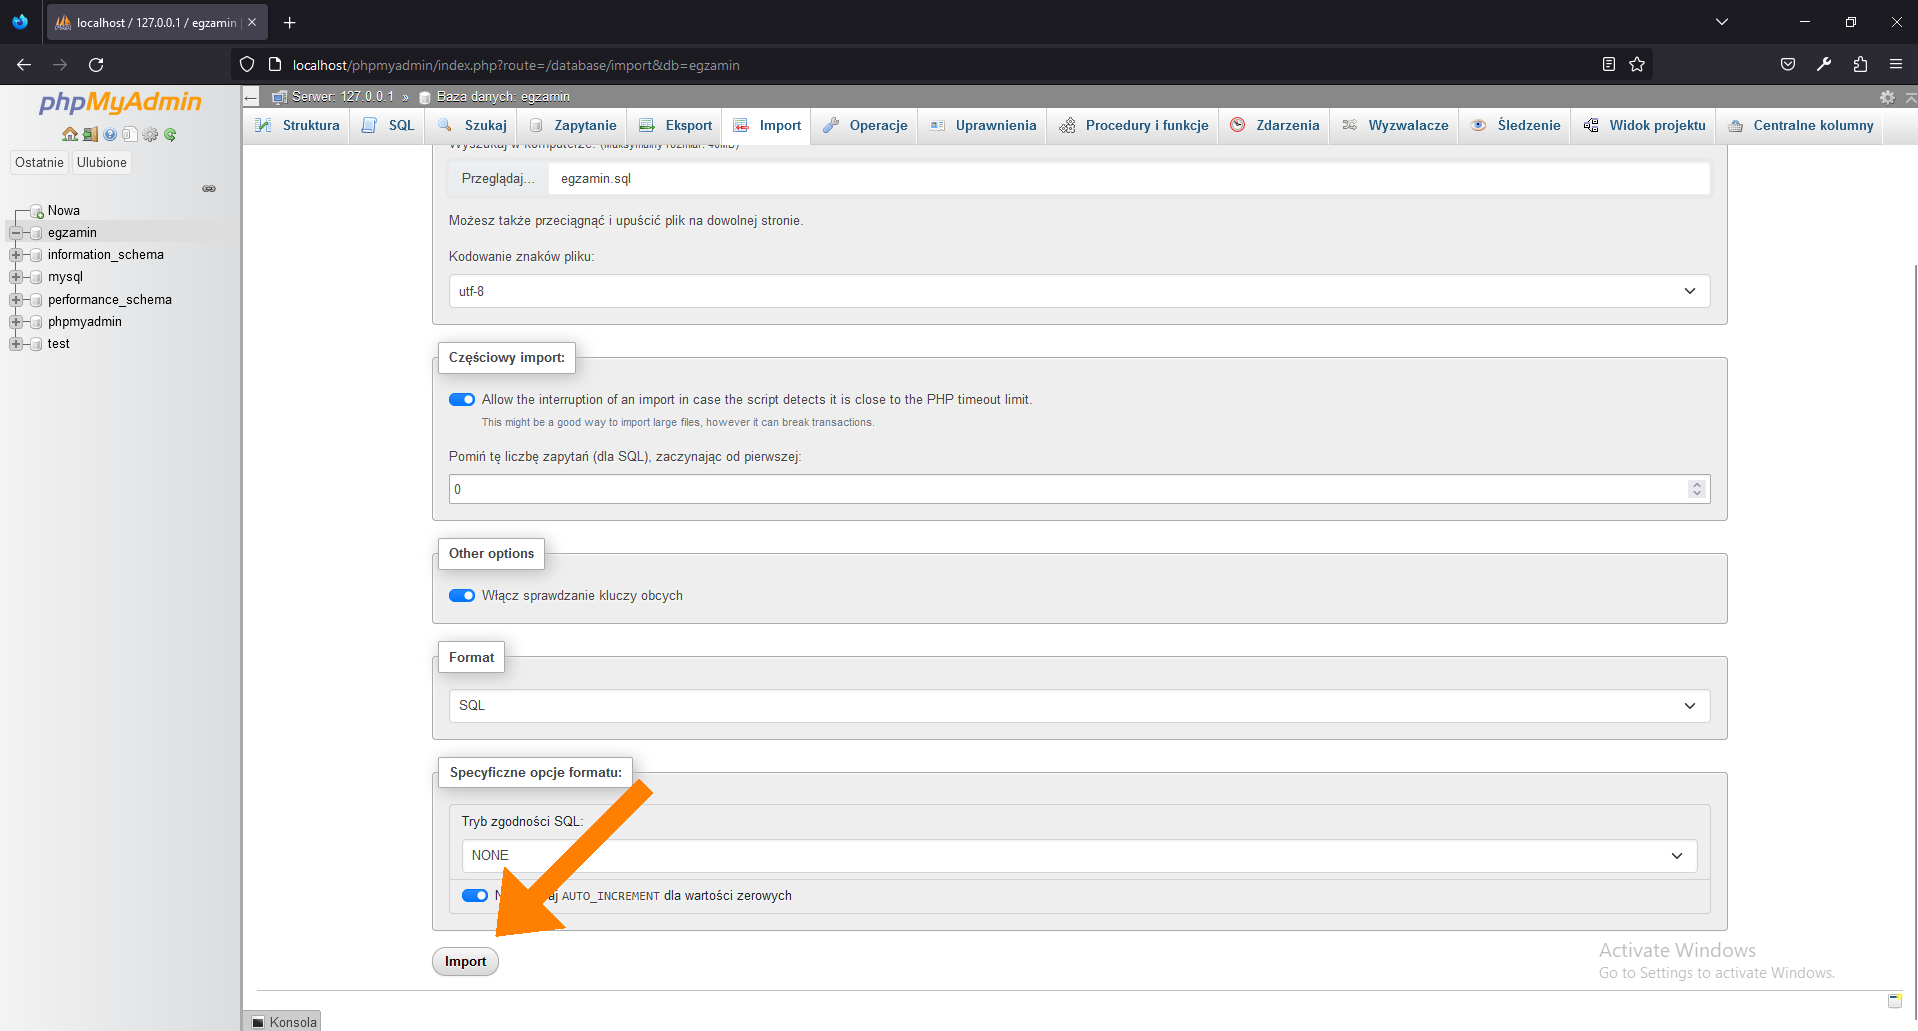 localhost / 127.0.0.1 / egzamin
localhost/phpmyadmin/index.php?route=/database/import&db=egzamin
phpMyAdmin
Ostatnie
Ulubione
Nowa
egzamin
information_schema
mysql
performance_schema
phpmyadmin
test
Serwer: 127.0.0.1 » Baza danych: egzamin
Struktura
SQL
Szukaj
Zapytanie
Eksport
Import
Operacje
Uprawnienia
Procedury i funkcje
Zdarzenia
Wyzwalacze
Śledzenie
Widok projektu
Centralne kolumny
Wyszukaj w komputerze: (Maksymalny rozmiar: 40MB)
Przeglądaj... egzamin.sql
Możesz także przeciągnąć i upuścić plik na dowolnej stronie.
Kodowanie znaków pliku:
utf-8
Częściowy import:
Allow the interruption of an import in case the script detects it is close to the PHP timeout limit.
This might be a good way to import large files, however it can break transactions.
Pomiń tę liczbę zapytań (dla SQL), zaczynając od pierwszej:
0
Other options
Włącz sprawdzanie kluczy obcych
Format
SQL
Specyficzne opcje formatu:
Tryb zgodności SQL:
NONE
AUTO_INCREMENT dla wartości zerowych
Import
Activate Windows
Go to Settings to activate Windows.
Konsola